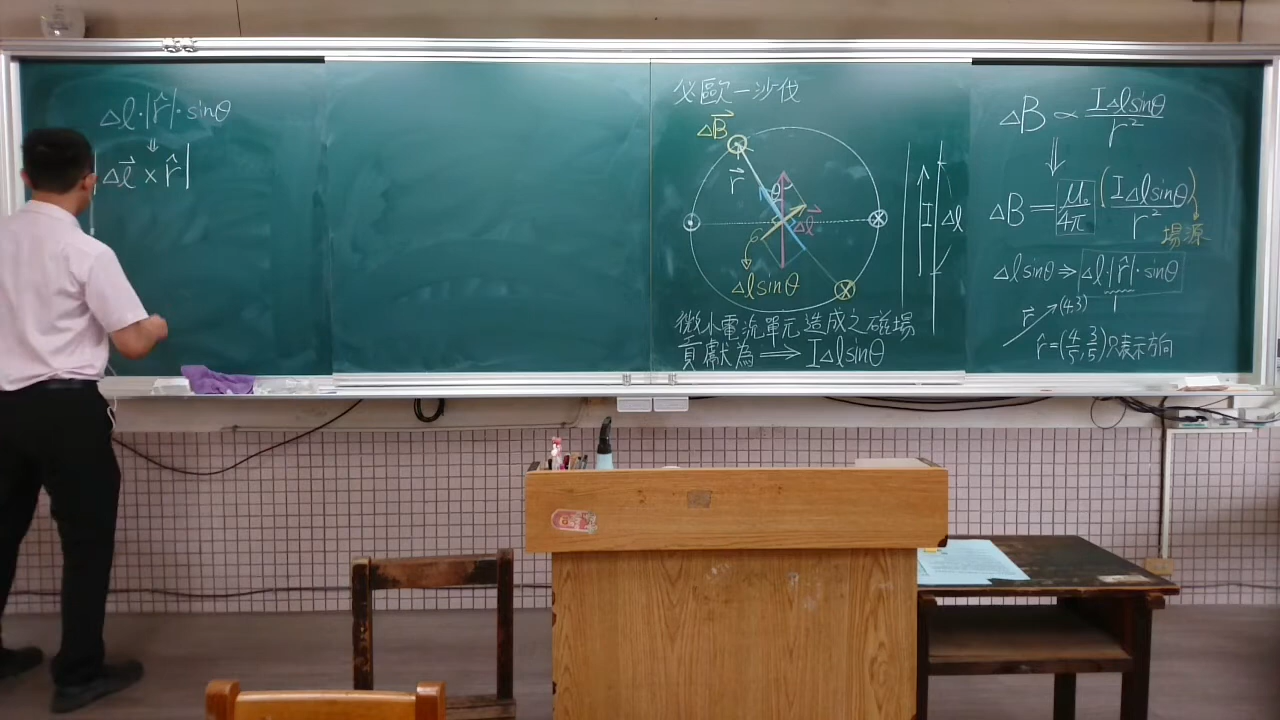 Δl·|r̂|·sinθ
⇓
|Δl⃗ × r̂|
必歐－沙伐
ΔB⃗
r⃗
θ
Δl⃗
Δlsinθ
I
Δl
微小電流單元造成之磁場
貢獻為 ⟹ IΔlsinθ
ΔB ∝ IΔlsinθ/r²
⇓
ΔB = μ₀/4π (IΔlsinθ/r²)
場源
Δlsinθ ⇒ Δl·|r̂|·sinθ
1
r⃗ (4,3)
r̂ = (4/5, 3/5) 只表示方向